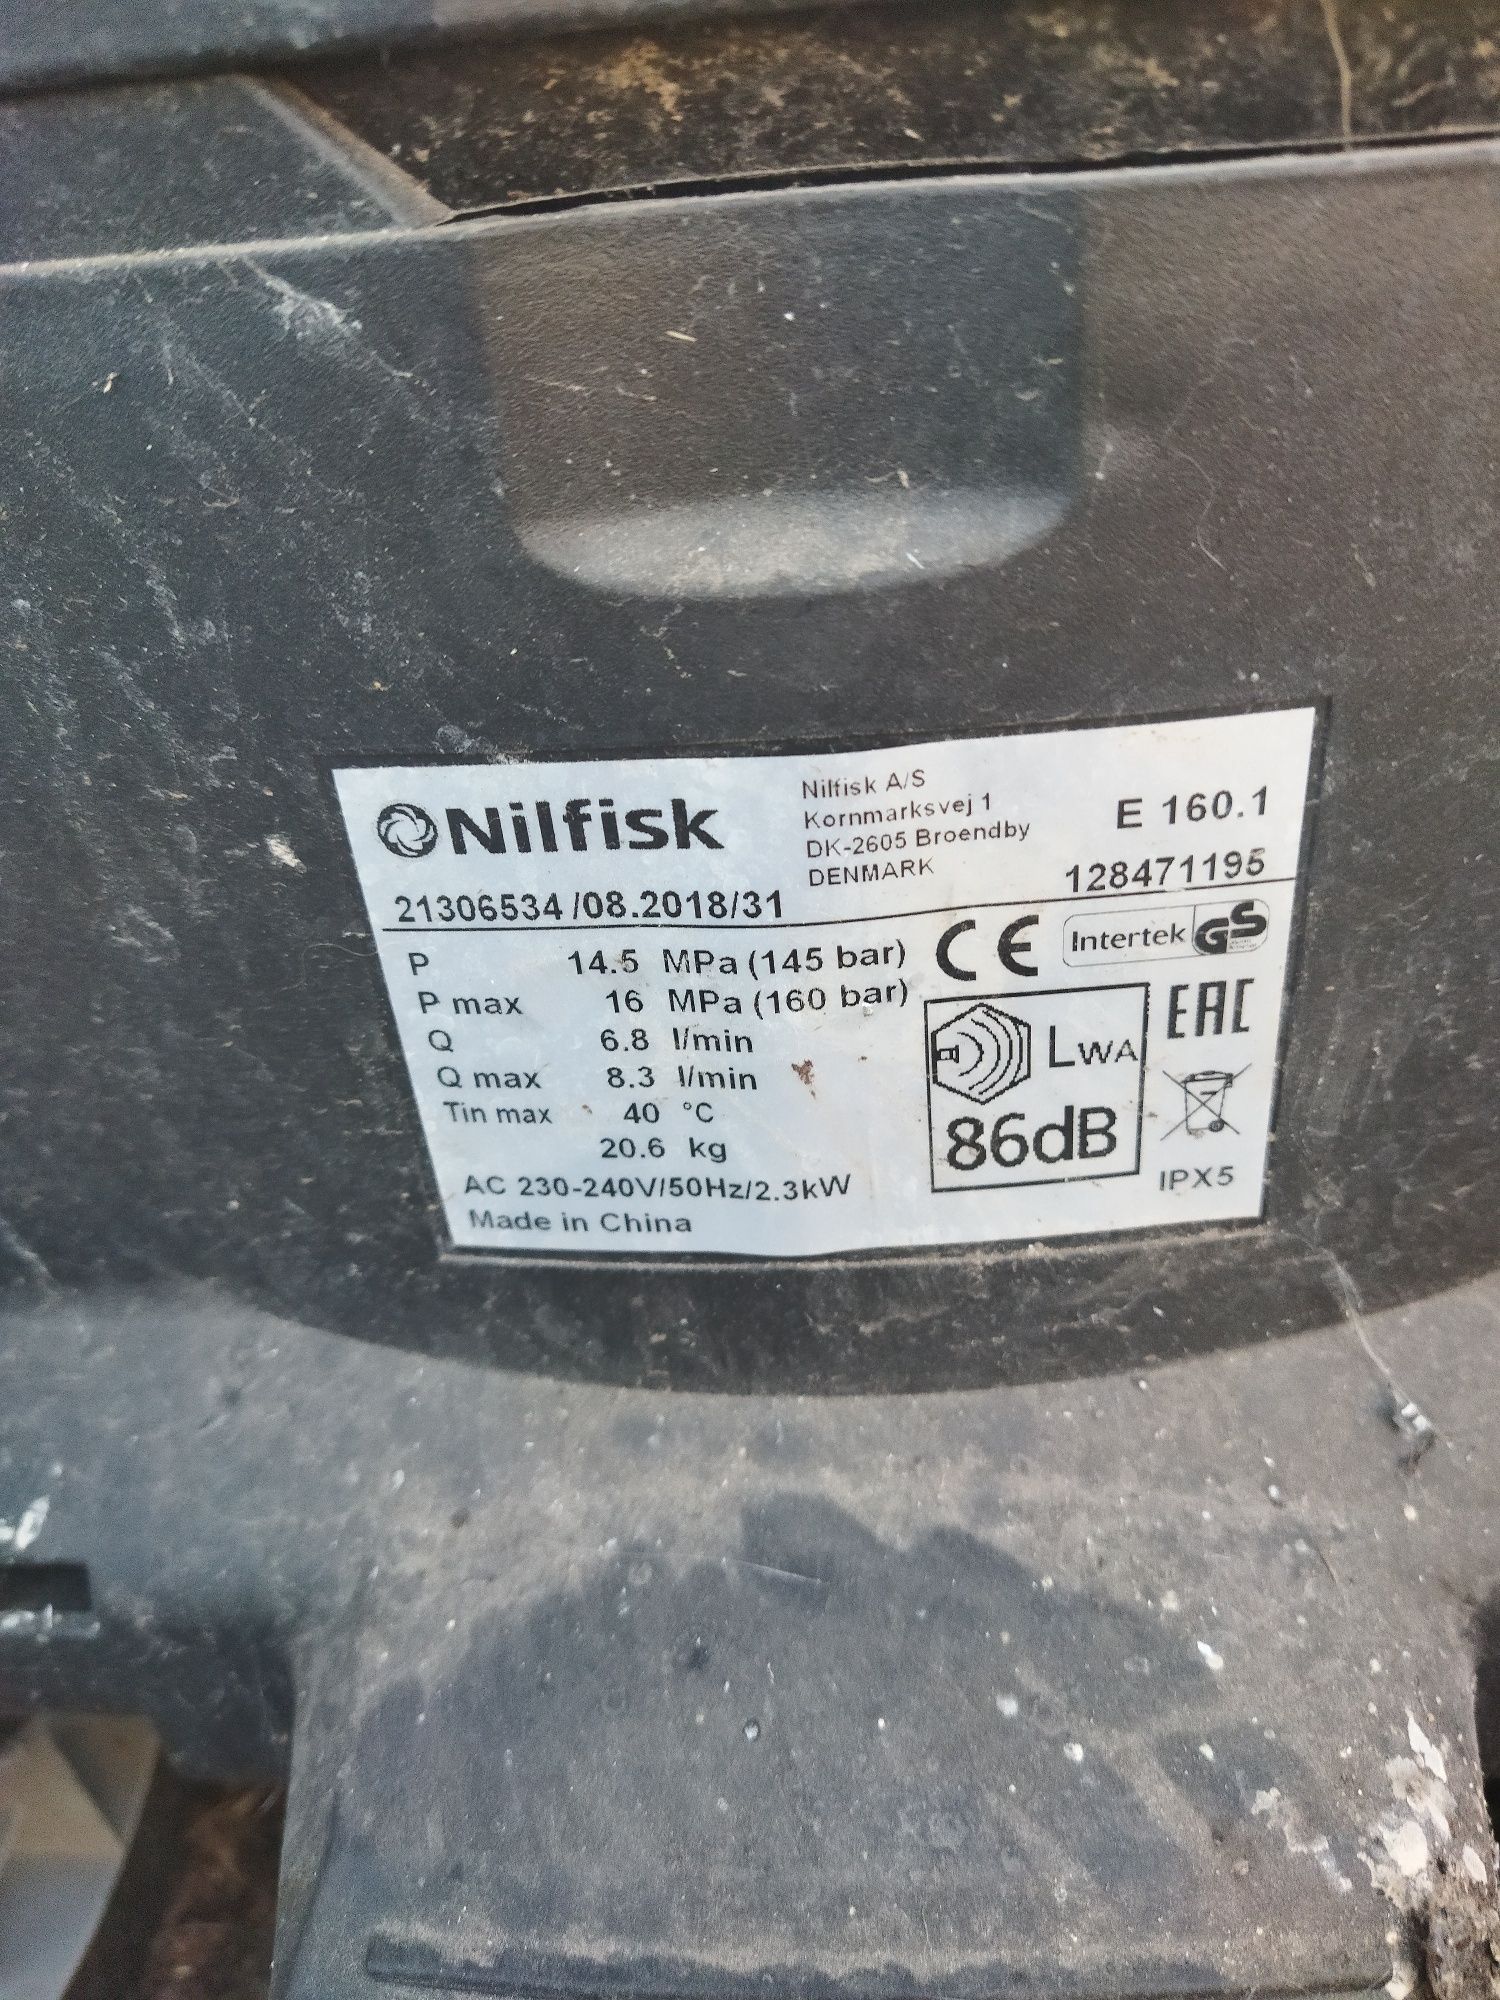 Nilfisk
Nilfisk A/S
Kornmarksvej 1
DK-2605 Broendby
DENMARK
E 160.1
128471195
21306534/08.2018/31
P 14.5 MPa (145 bar)
P max 16 MPa (160 bar)
Q 6.8 l/min
Q max 8.3 l/min
Tin max 40 °C
20.6 kg
AC 230-240V/50Hz/2.3kW
Made in China
CE
Intertek GS
EAC
LWA
86dB
IPX5